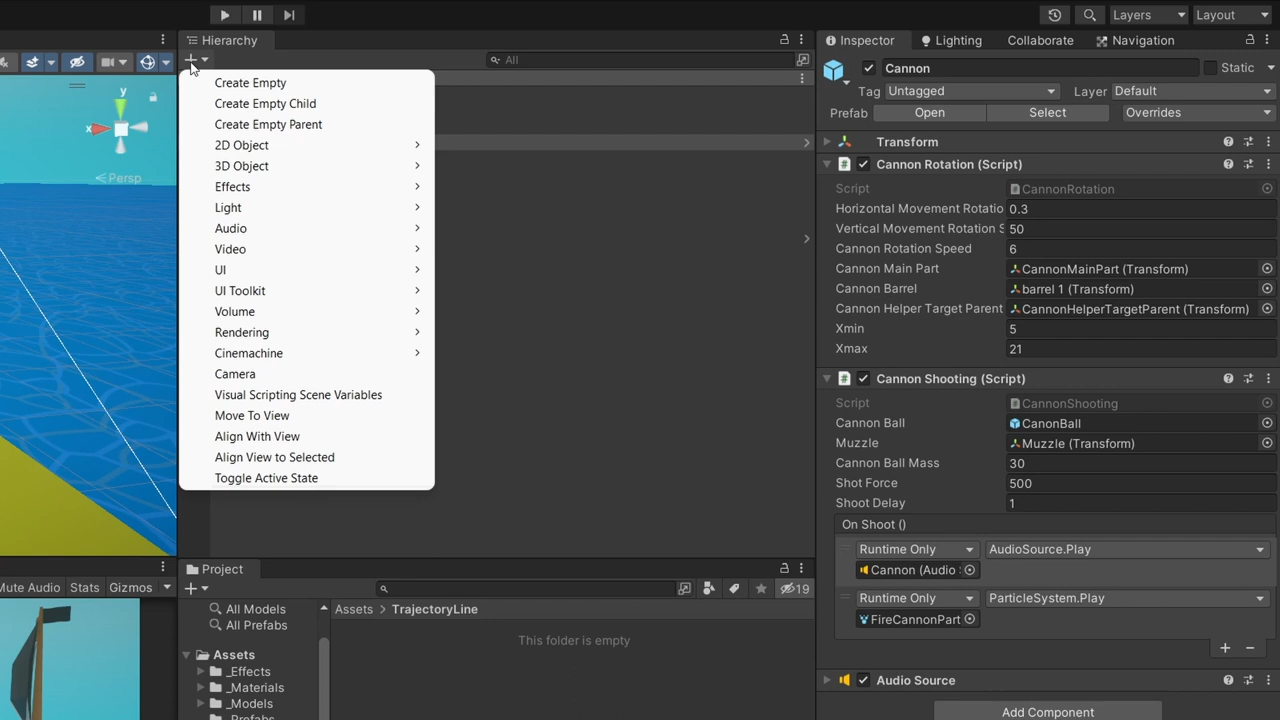 Layers
Layout
Hierarchy
All
Create Empty
Create Empty Child
Create Empty Parent
2D Object
3D Object
Effects
Light
Audio
Video
UI
UI Toolkit
Volume
Rendering
Cinemachine
Camera
Visual Scripting Scene Variables
Move To View
Align With View
Align View to Selected
Toggle Active State
y
x
< Persp
Mute Audio Stats Gizmos
Project
19
All Models
All Prefabs
Assets
_Effects
_Materials
_Models
_Prefabs
Assets > TrajectoryLine
This folder is empty
Inspector Lighting Collaborate Navigation
Cannon Static
Tag Untagged Layer Default
Prefab Open Select Overrides
Transform
# Cannon Rotation (Script)
Script # CannonRotation
Horizontal Movement Rotatio 0.3
Vertical Movement Rotation S 50
Cannon Rotation Speed 6
Cannon Main Part CannonMainPart (Transform)
Cannon Barrel barrel 1 (Transform)
Cannon Helper Target Parent CannonHelperTargetParent (Transform)
Xmin 5
Xmax 21
# Cannon Shooting (Script)
Script # CannonShooting
Cannon Ball CanonBall
Muzzle Muzzle (Transform)
Cannon Ball Mass 30
Shot Force 500
Shoot Delay 1
On Shoot ()
Runtime Only AudioSource.Play
Cannon (Audio
Runtime Only ParticleSystem.Play
FireCannonPart
+ −
Audio Source
Add Component